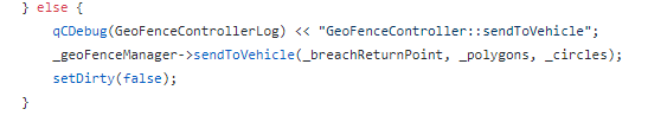 } else {
qCDebug(GeoFenceControllerLog) << "GeoFenceController::sendToVehicle";
_geoFenceManager->sendToVehicle(_breachReturnPoint, _polygons, _circles);
setDirty(false);
}